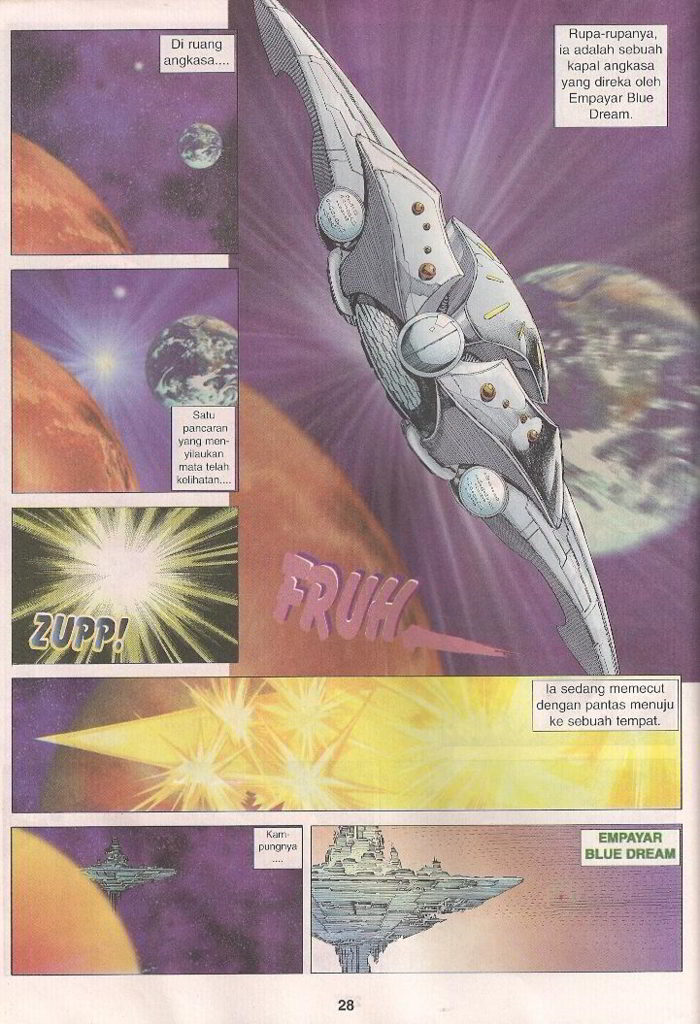 Di ruang
angkasa....
Satu
pancaran
yang men-
yilaukan
mata telah
kelihatan....
ZUPP!
Rupa-rupanya,
ia adalah sebuah
kapal angkasa
yang direka oleh
Empayar Blue
Dream.
FRUH
Ia sedang memecut
dengan pantas menuju
ke sebuah tempat.
Kam-
pungnya
....
EMPAYAR
BLUE DREAM
28